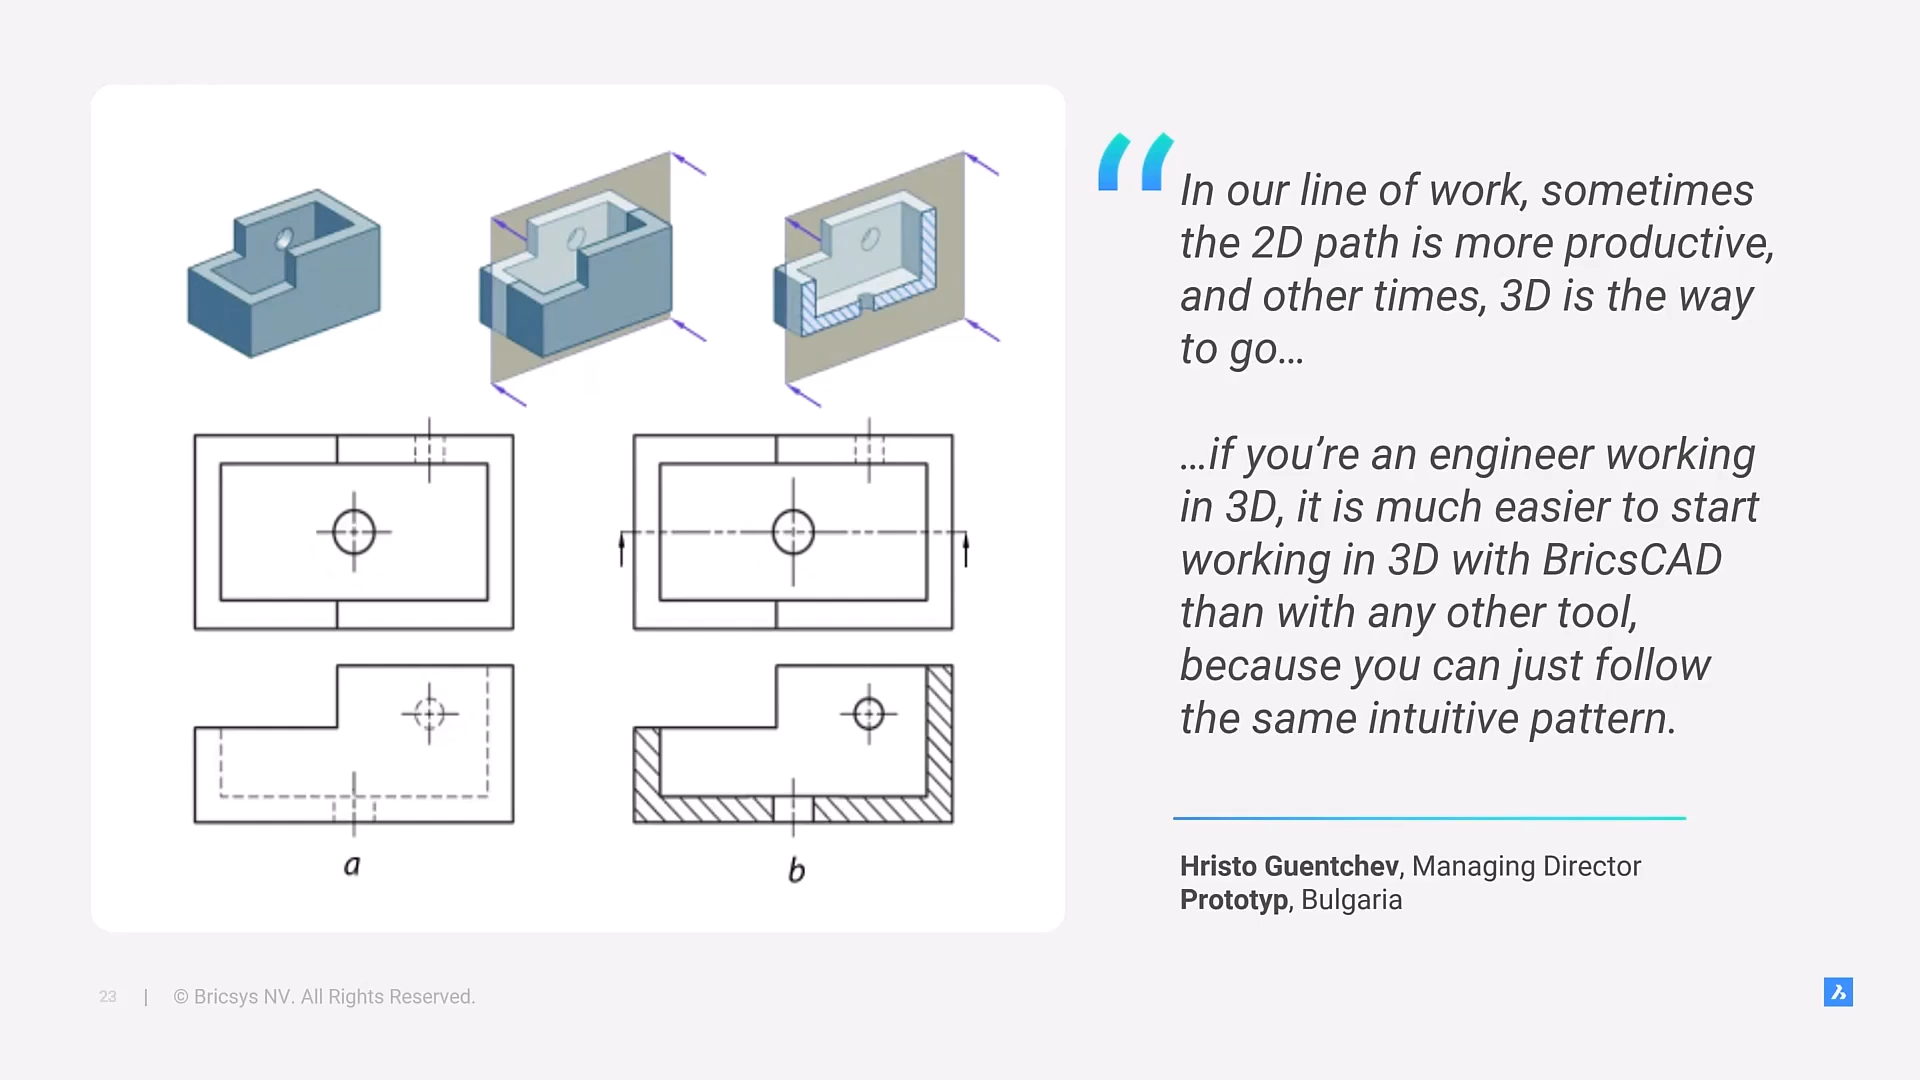 In our line of work, sometimes
the 2D path is more productive,
and other times, 3D is the way
to go…
…if you’re an engineer working
in 3D, it is much easier to start
working in 3D with BricsCAD
than with any other tool,
because you can just follow
the same intuitive pattern.
Hristo Guentchev, Managing Director
Prototyp, Bulgaria
a
b
23 | © Bricsys NV. All Rights Reserved.